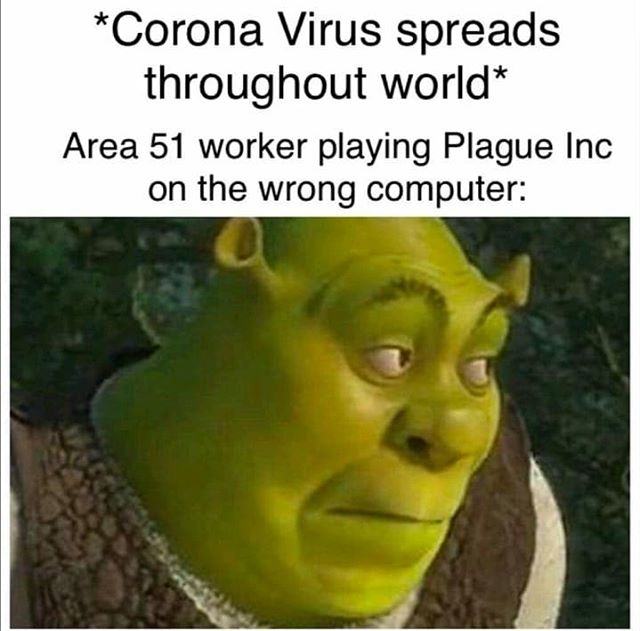 *Corona Virus spreads
throughout world*
Area 51 worker playing Plague Inc
on the wrong computer: